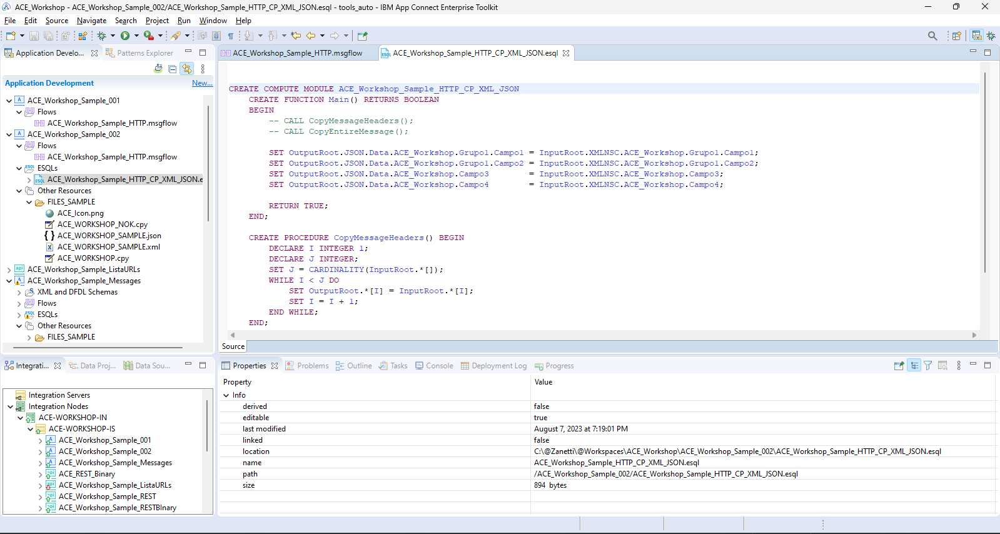 ACE_Workshop - ACE_Workshop_Sample_002/ACE_Workshop_Sample_HTTP_CP_XML_JSON.esql - tools_auto - IBM App Connect Enterprise Toolkit
File Edit Source Navigate Search Project Run Window Help
Application Develo... Patterns Explorer
Application Development New...
ACE_Workshop_Sample_001
Flows
ACE_Workshop_Sample_HTTP.msgflow
ACE_Workshop_Sample_002
Flows
ACE_Workshop_Sample_HTTP.msgflow
ESQL ESQLs
ESQL ACE_Workshop_Sample_HTTP_CP_XML_JSON.e
Other Resources
FILES_SAMPLE
ACE_Icon.png
ACE_WORKSHOP_NOK.cpy
{ } ACE_WORKSHOP_SAMPLE.json
X ACE_WORKSHOP_SAMPLE.xml
ACE_WORKSHOP.cpy
api ACE_Workshop_Sample_ListaURLs
ACE_Workshop_Sample_Messages
XML and DFDL Schemas
Flows
ESQL ESQLs
Other Resources
FILES_SAMPLE
ACE_Workshop_Sample_HTTP.msgflow ESQL ACE_Workshop_Sample_HTTP_CP_XML_JSON.esql
CREATE COMPUTE MODULE ACE_Workshop_Sample_HTTP_CP_XML_JSON
CREATE FUNCTION Main() RETURNS BOOLEAN
BEGIN
-- CALL CopyMessageHeaders();
-- CALL CopyEntireMessage();
SET OutputRoot.JSON.Data.ACE_Workshop.Grupo1.Campo1 = InputRoot.XMLNSC.ACE_Workshop.Grupo1.Campo1;
SET OutputRoot.JSON.Data.ACE_Workshop.Grupo1.Campo2 = InputRoot.XMLNSC.ACE_Workshop.Grupo1.Campo2;
SET OutputRoot.JSON.Data.ACE_Workshop.Campo3 = InputRoot.XMLNSC.ACE_Workshop.Campo3;
SET OutputRoot.JSON.Data.ACE_Workshop.Campo4 = InputRoot.XMLNSC.ACE_Workshop.Campo4;
RETURN TRUE;
END;
CREATE PROCEDURE CopyMessageHeaders() BEGIN
DECLARE I INTEGER 1;
DECLARE J INTEGER;
SET J = CARDINALITY(InputRoot.*[]);
WHILE I < J DO
SET OutputRoot.*[I] = InputRoot.*[I];
SET I = I + 1;
END WHILE;
END;
Source
Integrati... Data Proj... Data Sou...
Integration Servers
Integration Nodes
ACE-WORKSHOP-IN
ACE-WORKSHOP-IS
ACE_Workshop_Sample_001
ACE_Workshop_Sample_002
ACE_Workshop_Sample_Messages
ACE_REST_Binary
ACE_Workshop_Sample_ListaURLs
ACE_Workshop_Sample_REST
ACE_Workshop_Sample_RESTBInary
Properties Problems Outline Tasks Console Deployment Log Progress
Property Value
Info
derived false
editable true
last modified August 7, 2023 at 7:19:01 PM
linked false
location C:\@Zanetti\@Workspaces\ACE_Workshop\ACE_Workshop_Sample_002\ACE_Workshop_Sample_HTTP_CP_XML_JSON.esql
name ACE_Workshop_Sample_HTTP_CP_XML_JSON.esql
path /ACE_Workshop_Sample_002/ACE_Workshop_Sample_HTTP_CP_XML_JSON.esql
size 894 bytes